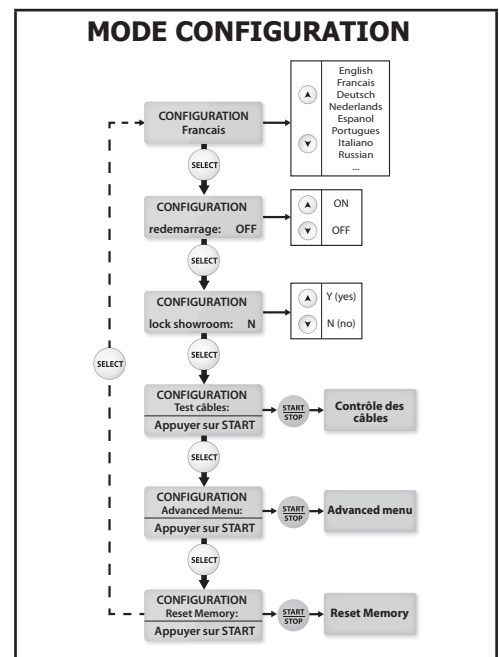 MODE CONFIGURATION
CONFIGURATION
Francais
English
Francais
Deutsch
Nederlands
Espanol
Portugues
Italiano
Russian
...
SELECT
CONFIGURATION
redemarrage: OFF
ON
OFF
SELECT
CONFIGURATION
lock showroom: N
Y (yes)
N (no)
SELECT
SELECT
CONFIGURATION
Test câbles:
Appuyer sur START
START
STOP
Contrôle des
câbles
SELECT
CONFIGURATION
Advanced Menu:
Appuyer sur START
START
STOP
Advanced menu
SELECT
CONFIGURATION
Reset Memory:
Appuyer sur START
START
STOP
Reset Memory